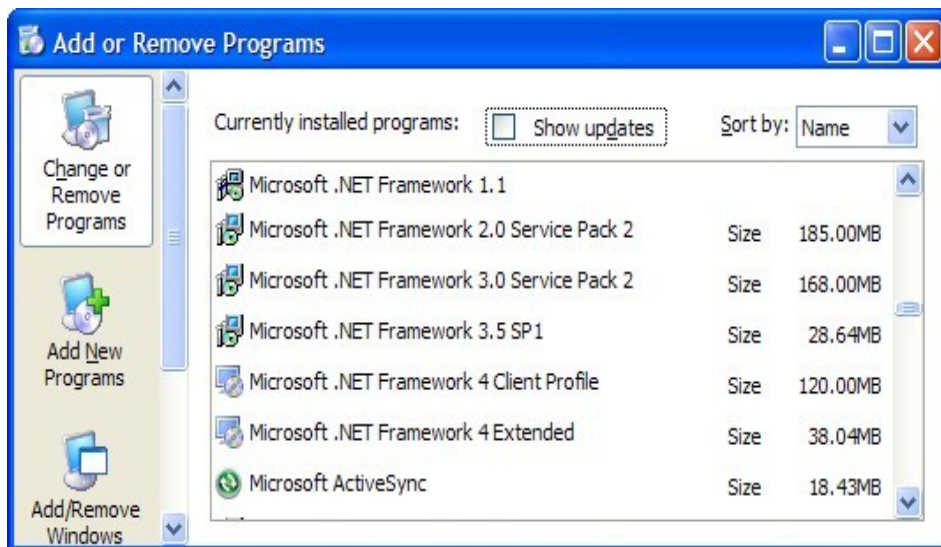 Add or Remove Programs
Change or
Remove
Programs
Add New
Programs
Add/Remove
Windows
Currently installed programs: Show updates Sort by: Name
Microsoft .NET Framework 1.1
Microsoft .NET Framework 2.0 Service Pack 2 Size 185.00MB
Microsoft .NET Framework 3.0 Service Pack 2 Size 168.00MB
Microsoft .NET Framework 3.5 SP1 Size 28.64MB
Microsoft .NET Framework 4 Client Profile Size 120.00MB
Microsoft .NET Framework 4 Extended Size 38.04MB
Microsoft ActiveSync Size 18.43MB